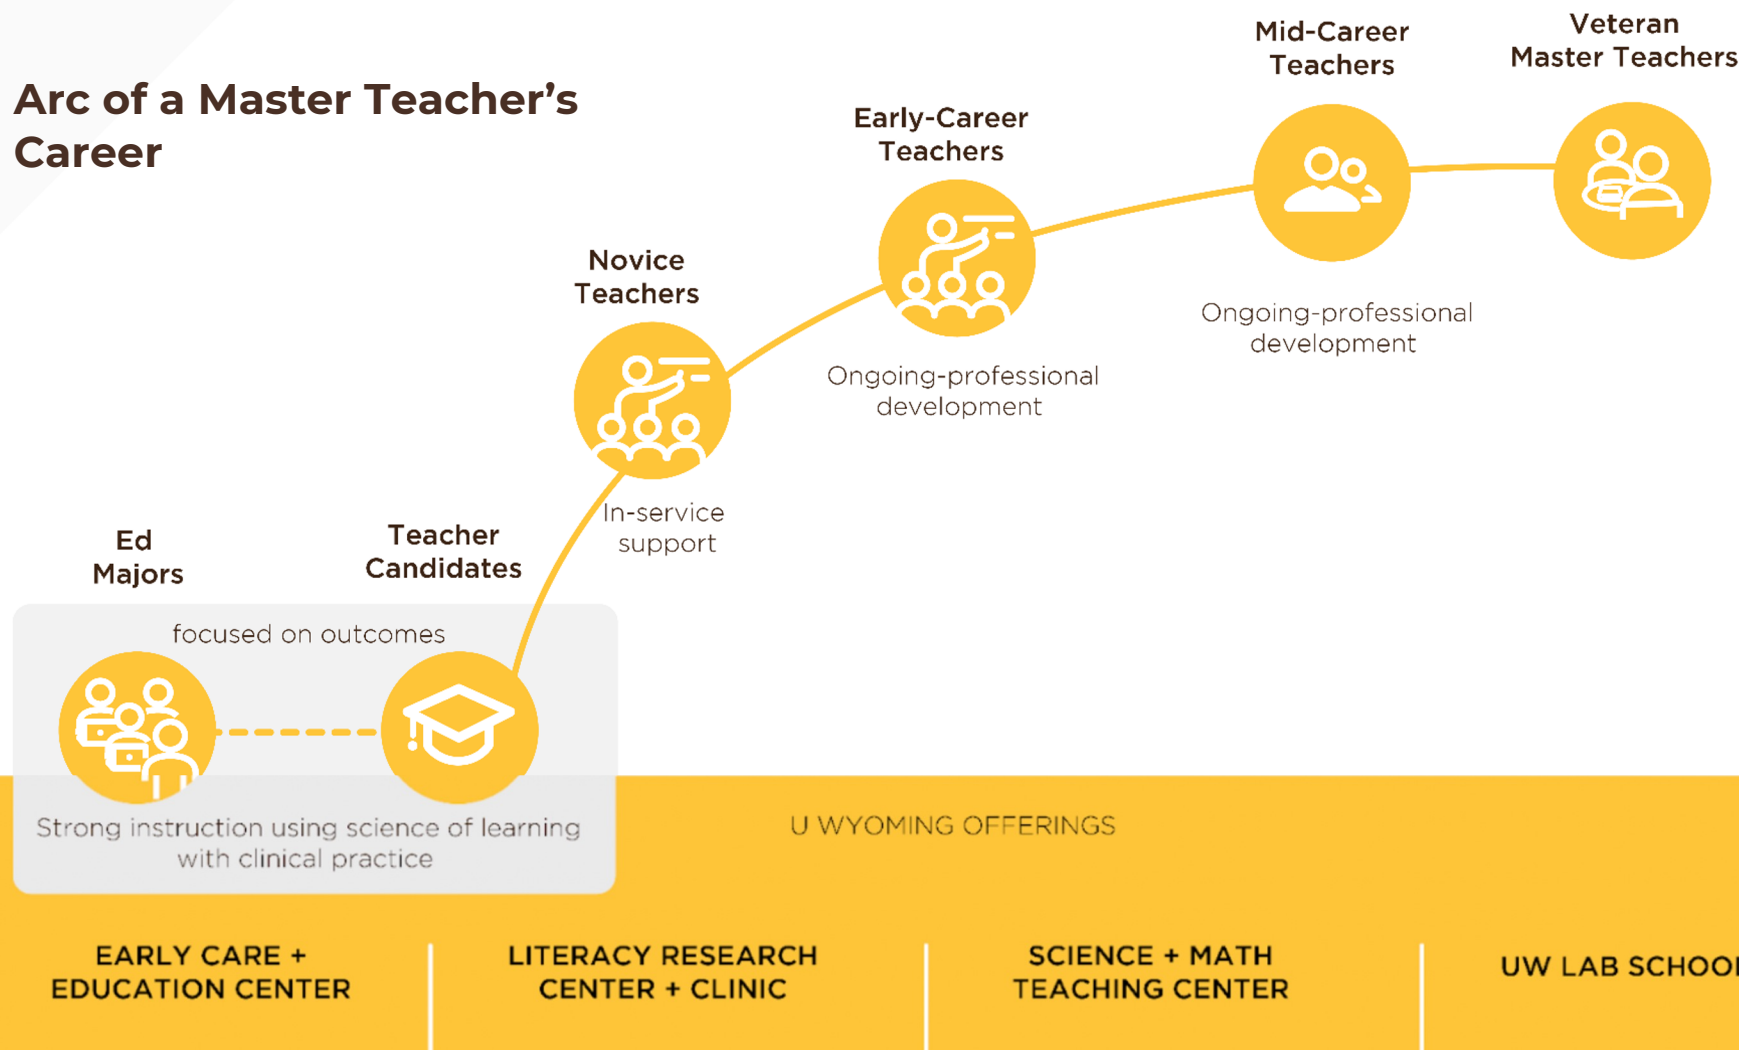 Arc of a Master Teacher’s
Career
Ed
Majors
Teacher
Candidates
Novice
Teachers
Early-Career
Teachers
Mid-Career
Teachers
Veteran
Master Teachers
focused on outcomes
Strong instruction using science of learning
with clinical practice
In-service
support
Ongoing-professional
development
Ongoing-professional
development
U WYOMING OFFERINGS
EARLY CARE +
EDUCATION CENTER
LITERACY RESEARCH
CENTER + CLINIC
SCIENCE + MATH
TEACHING CENTER
UW LAB SCHOOL